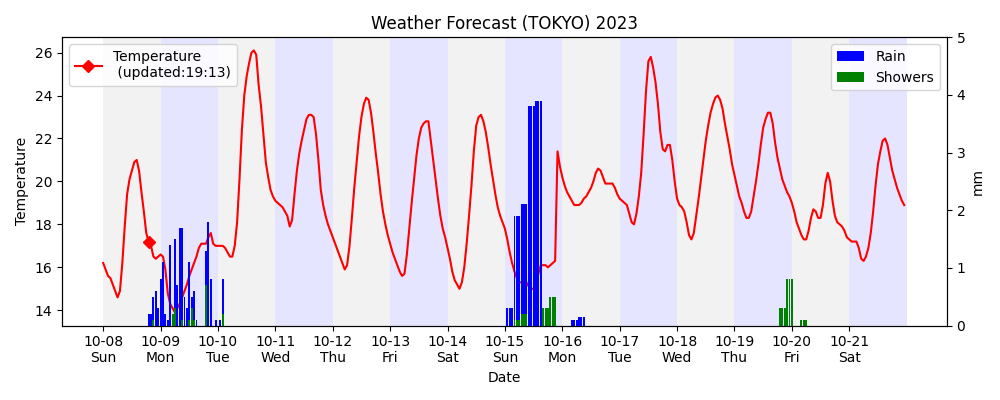 Weather Forecast (TOKYO) 2023
Temperature
(updated:19:13)
Rain
Showers
Temperature
26
24
22
20
18
16
14
mm
5
4
3
2
1
0
10-08 10-09 10-10 10-11 10-12 10-13 10-14 10-15 10-16 10-17 10-18 10-19 10-20 10-21
Sun Mon Tue Wed Thu Fri Sat Sun Mon Tue Wed Thu Fri Sat
Date